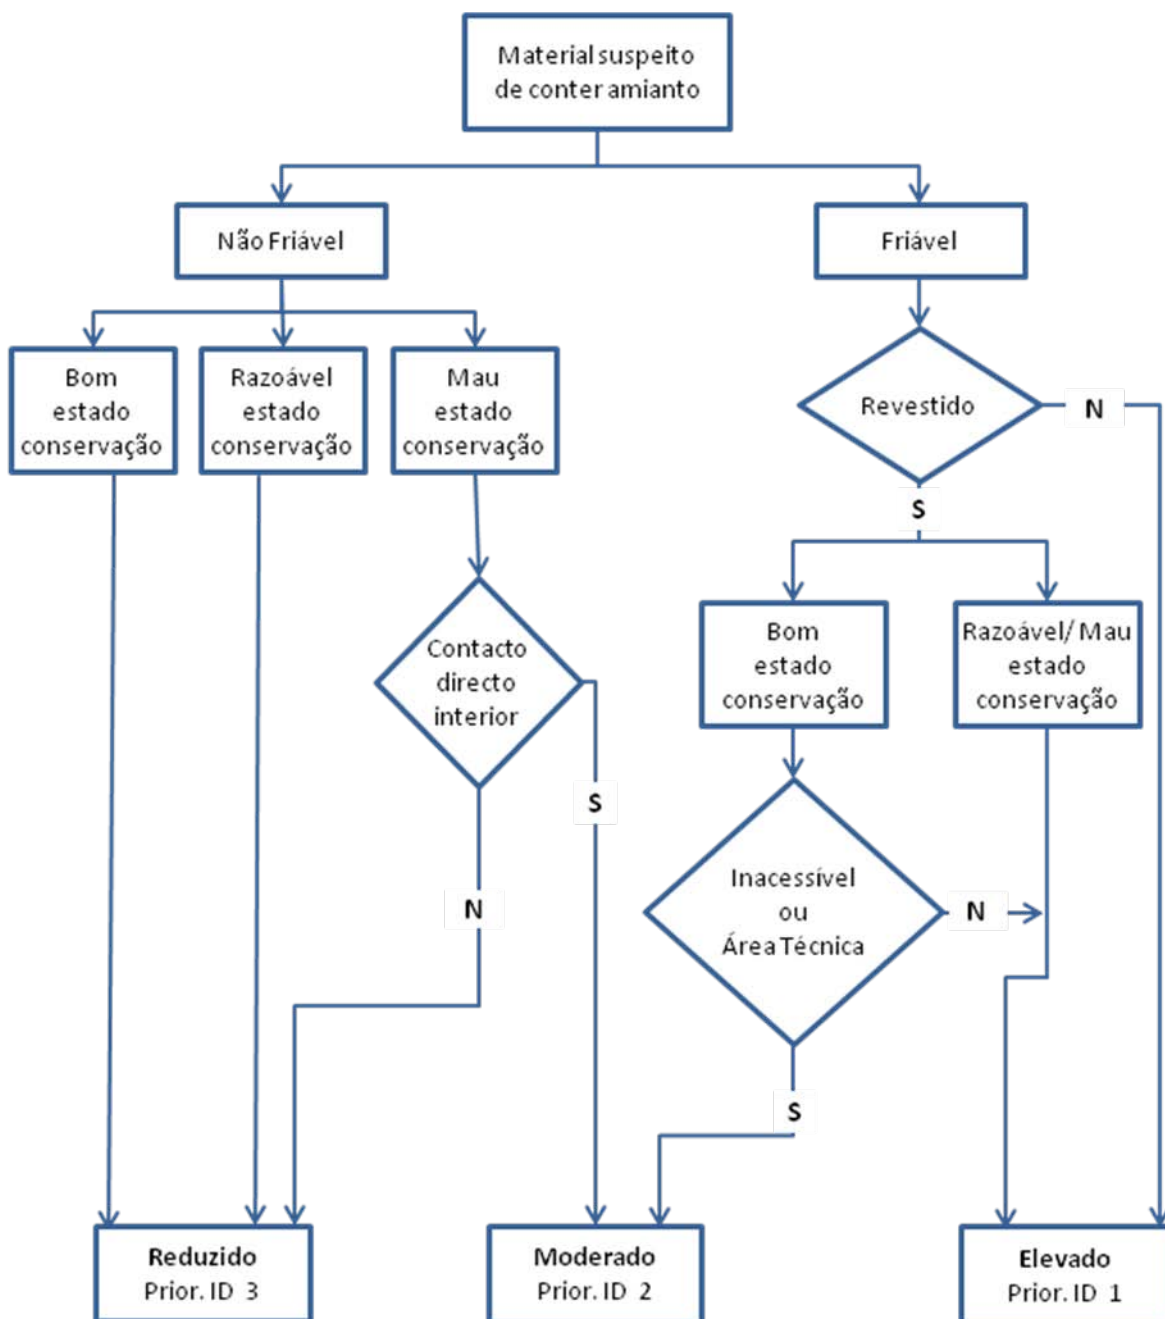 Material suspeito
de conter amianto
Não Friável
Friável
Bom
estado
conservação
Razoável
estado
conservação
Mau
estado
conservação
Revestido
N
S
Contacto
directo
interior
Bom
estado
conservação
Razoável/ Mau
estado
conservação
S
N
Inacessível
ou
Área Técnica
N
S
Reduzido
Prior. ID 3
Moderado
Prior. ID 2
Elevado
Prior. ID 1